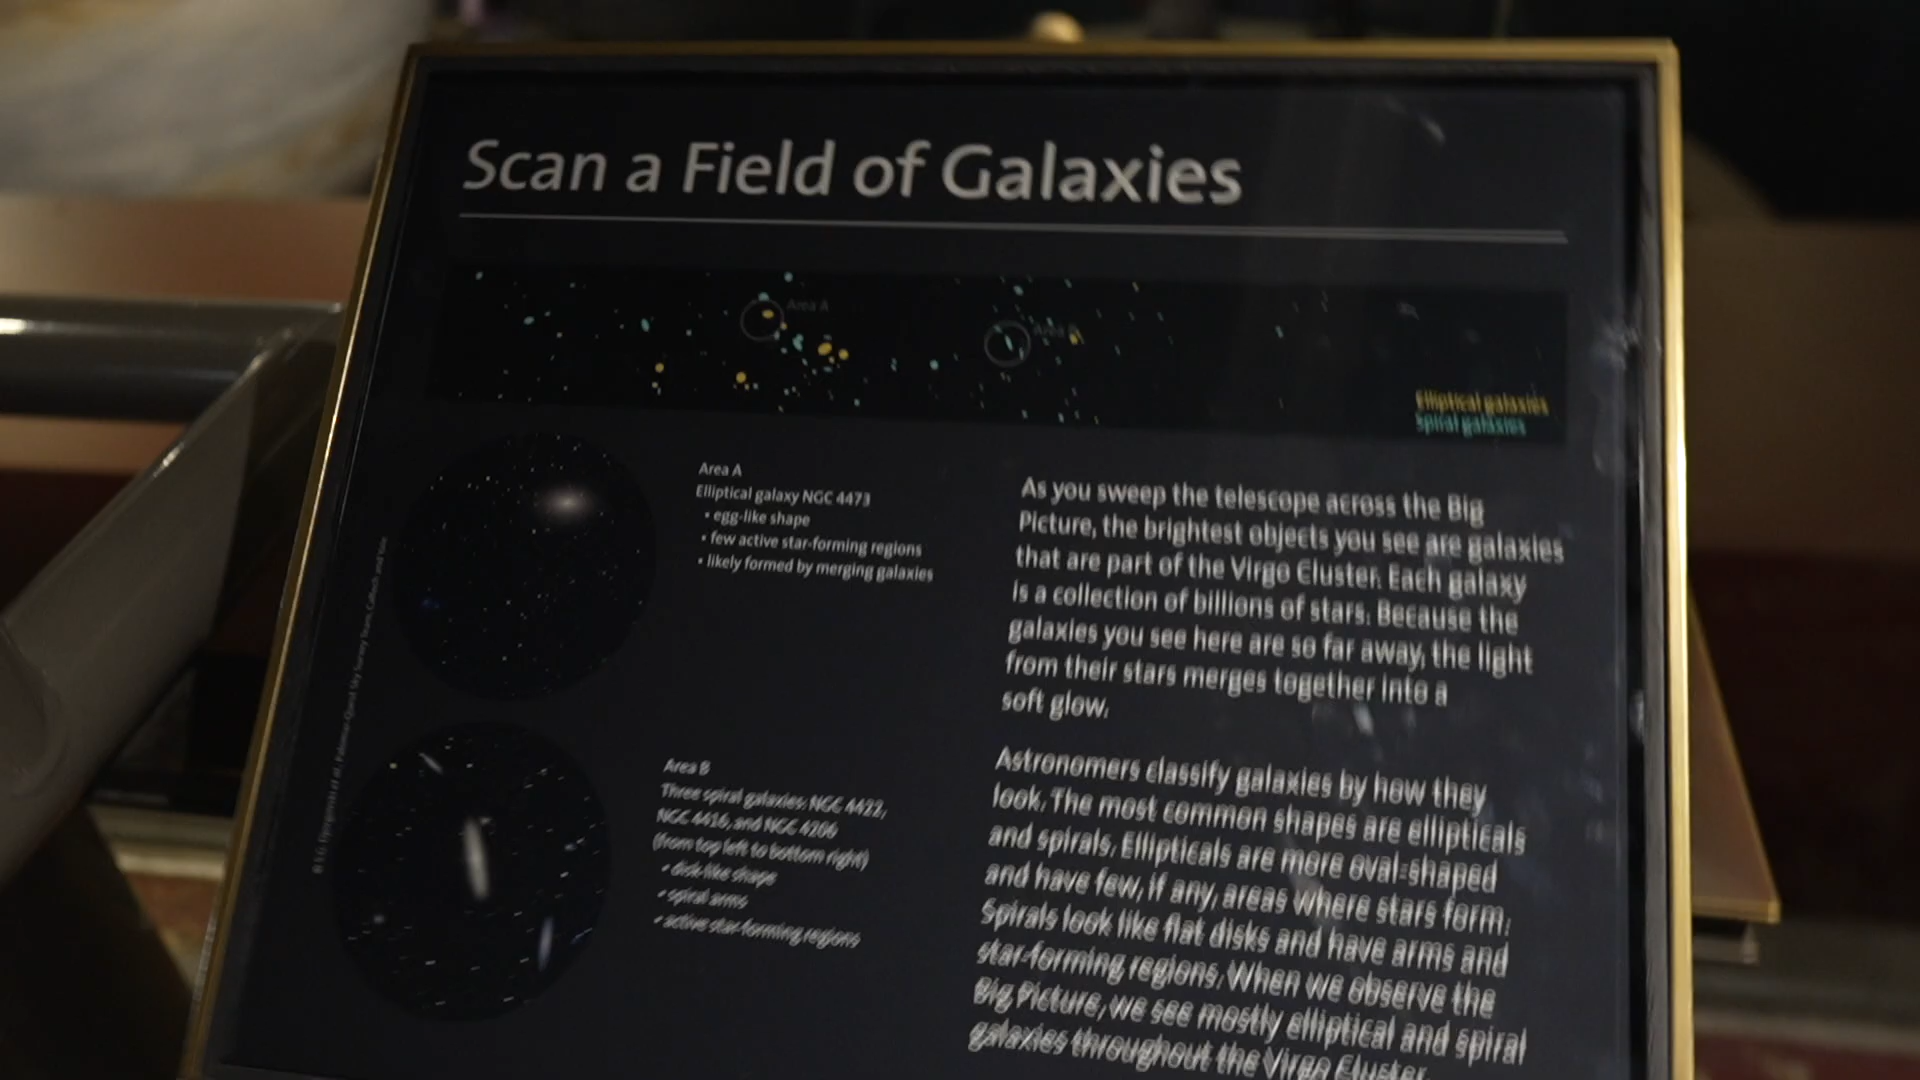 Scan a Field of Galaxies
Area A
Area B
Elliptical galaxies
spiral galaxies
Area A
Elliptical galaxy NGC 4473
• egg-like shape
• few active star-forming regions
• likely formed by merging galaxies
Area B
Three spiral galaxies: NGC 4422,
NGC 4416, and NGC 4206
(from top left to bottom right)
• disk-like shape
• spiral arms
• active star-forming regions
As you sweep the telescope across the Big
Picture, the brightest objects you see are galaxies
that are part of the Virgo Cluster. Each galaxy
is a collection of billions of stars. Because the
galaxies you see here are so far away, the light
from their stars merges together into a
soft glow.
Astronomers classify galaxies by how they
look. The most common shapes are ellipticals
and spirals. Ellipticals are more oval-shaped
and have few, if any, areas where stars form.
Spirals look like flat disks and have arms and
star-forming regions. When we observe the
Big Picture, we see mostly elliptical and spiral
galaxies throughout the Virgo Cluster.